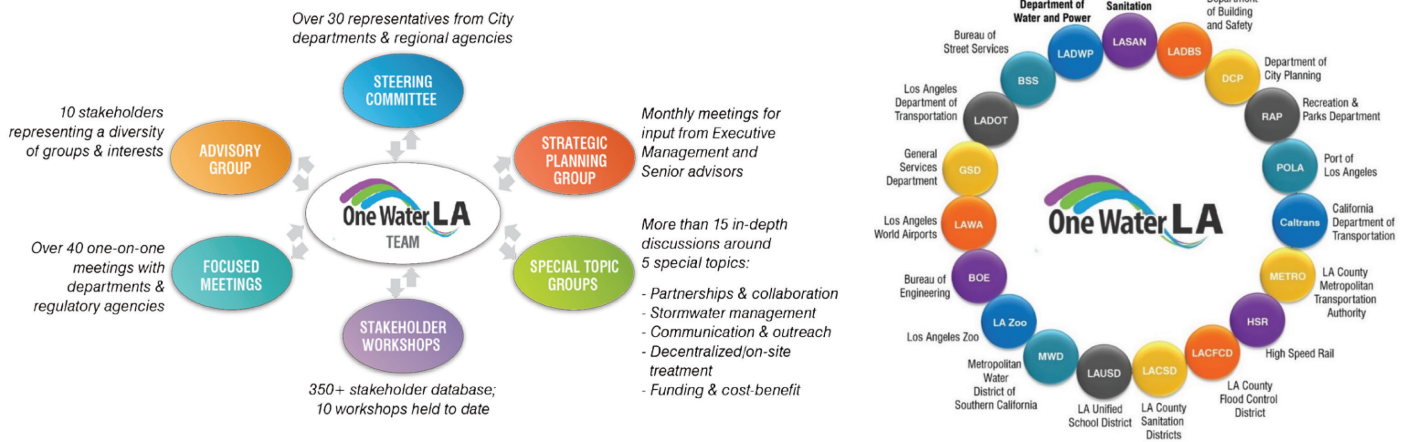 Over 30 representatives from City
departments & regional agencies
STEERING
COMMITTEE
10 stakeholders
representing a diversity
of groups & interests
ADVISORY
GROUP
STRATEGIC
PLANNING
GROUP
Monthly meetings for
input from Executive
Management and
Senior advisors
One Water LA
TEAM
Over 40 one-on-one
meetings with
departments &
regulatory agencies
FOCUSED
MEETINGS
SPECIAL TOPIC
GROUPS
More than 15 in-depth
discussions around
5 special topics:
- Partnerships & collaboration
- Stormwater management
- Communication & outreach
- Decentralized/on-site
treatment
- Funding & cost-benefit
STAKEHOLDER
WORKSHOPS
350+ stakeholder database;
10 workshops held to date
Department of
Water and Power
LADWP
Sanitation
LASAN
Department
of Building
and Safety
LADBS
DCP
Department of
City Planning
RAP
Recreation &
Parks Department
POLA
Port of
Los Angeles
Caltrans
California
Department of
Transportation
METRO
LA County
Metropolitan
Transportation
Authority
HSR
High Speed Rail
LACFCD
LA County
Flood Control
District
LACSD
LA County
Sanitation
Districts
LAUSD
LA Unified
School District
MWD
Metropolitan
Water
District of
Southern California
LA Zoo
Los Angeles Zoo
BOE
Bureau of
Engineering
LAWA
Los Angeles
World Airports
GSD
General
Services
Department
LADOT
Los Angeles
Department of
Transportation
BSS
Bureau of
Street Services
One Water LA